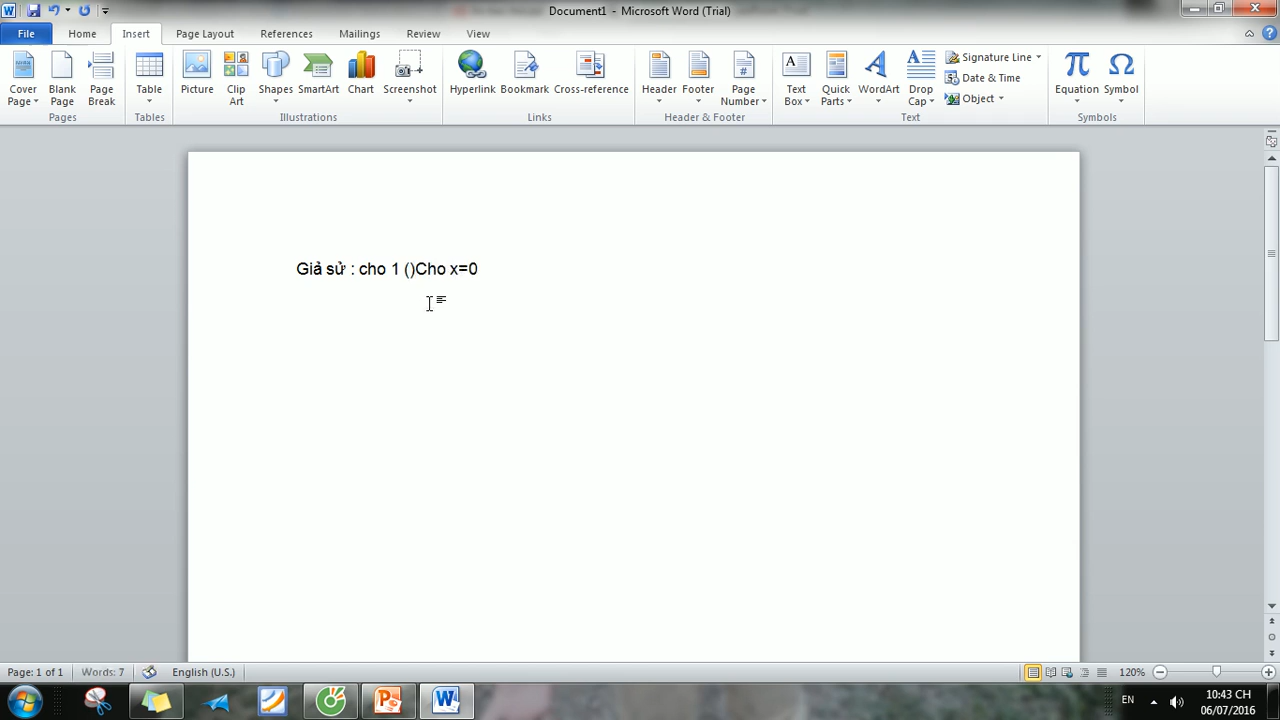 Document1 - Microsoft Word (Trial)
File Home Insert Page Layout References Mailings Review View
Cover Page
Blank Page
Page Break
Table
Picture
Clip Art
Shapes
SmartArt
Chart
Screenshot
Hyperlink
Bookmark
Cross-reference
Header
Footer
Page Number
Text Box
Quick Parts
WordArt
Drop Cap
Signature Line
Date & Time
Object
Equation
Symbol
Pages Tables Illustrations Links Header & Footer Text Symbols
Giả sử : cho 1 ()Cho x=0
Page: 1 of 1 Words: 7 English (U.S.) 120%
EN 10:43 CH
06/07/2016